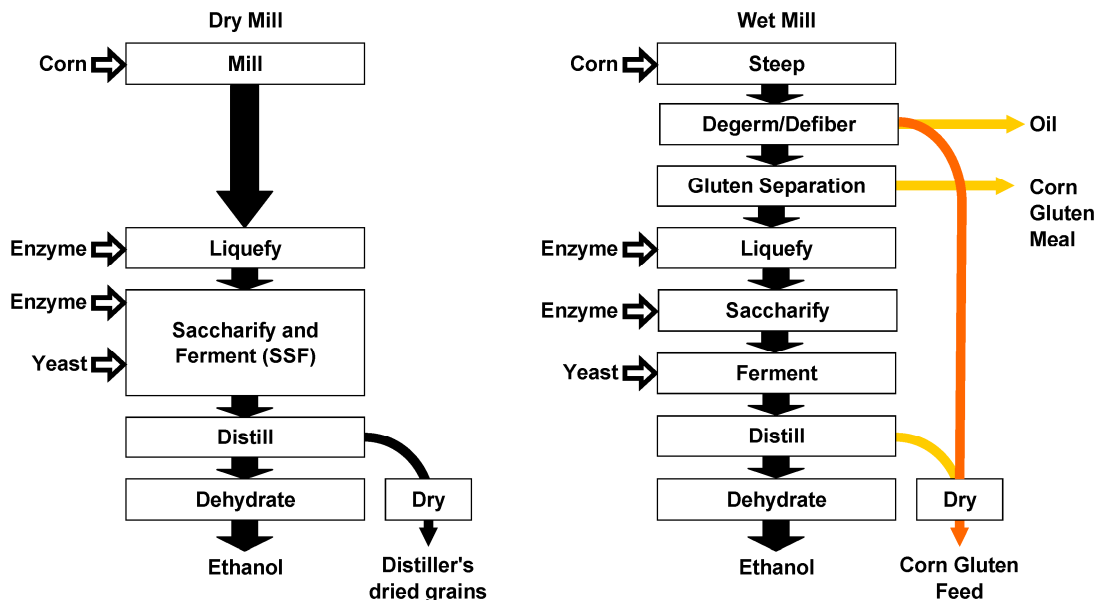 Dry Mill
Corn
Mill
Enzyme
Liquefy
Enzyme
Yeast
Saccharify and
Ferment (SSF)
Distill
Dehydrate
Dry
Ethanol
Distiller's
dried grains
Wet Mill
Corn
Steep
Degerm/Defiber
Oil
Gluten Separation
Corn
Gluten
Meal
Enzyme
Liquefy
Enzyme
Saccharify
Yeast
Ferment
Distill
Dehydrate
Dry
Ethanol
Corn Gluten
Feed